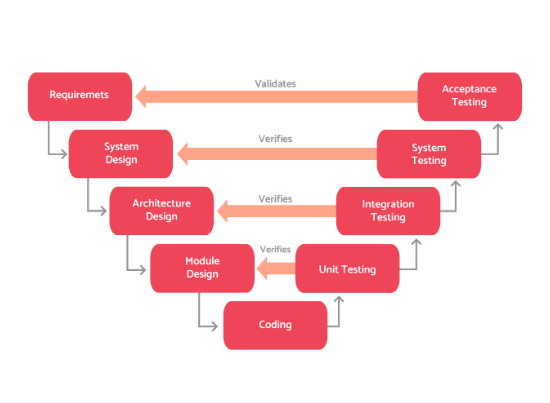 Requiremets
Validates
Acceptance
Testing
System
Design
Verifies
System
Testing
Architecture
Design
Verifies
Integration
Testing
Module
Design
Verifies
Unit Testing
Coding